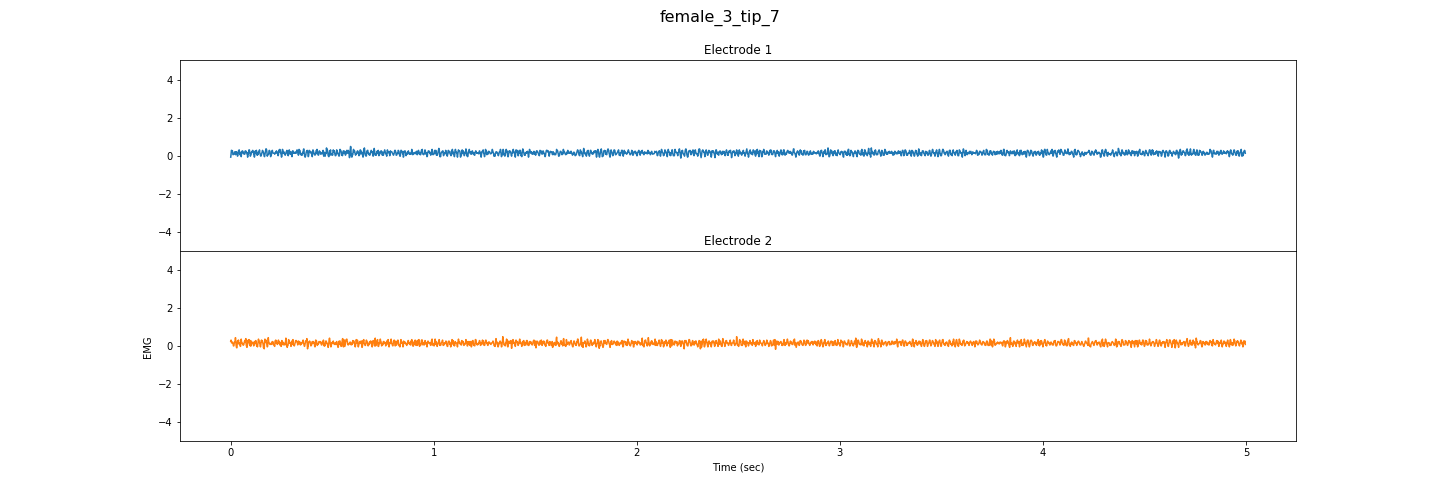 female_3_tip_7
Electrode 1
4
2
0
−2
−4
Electrode 2
4
2
0
−2
−4
EMG
0 1 2 3 4 5
Time (sec)